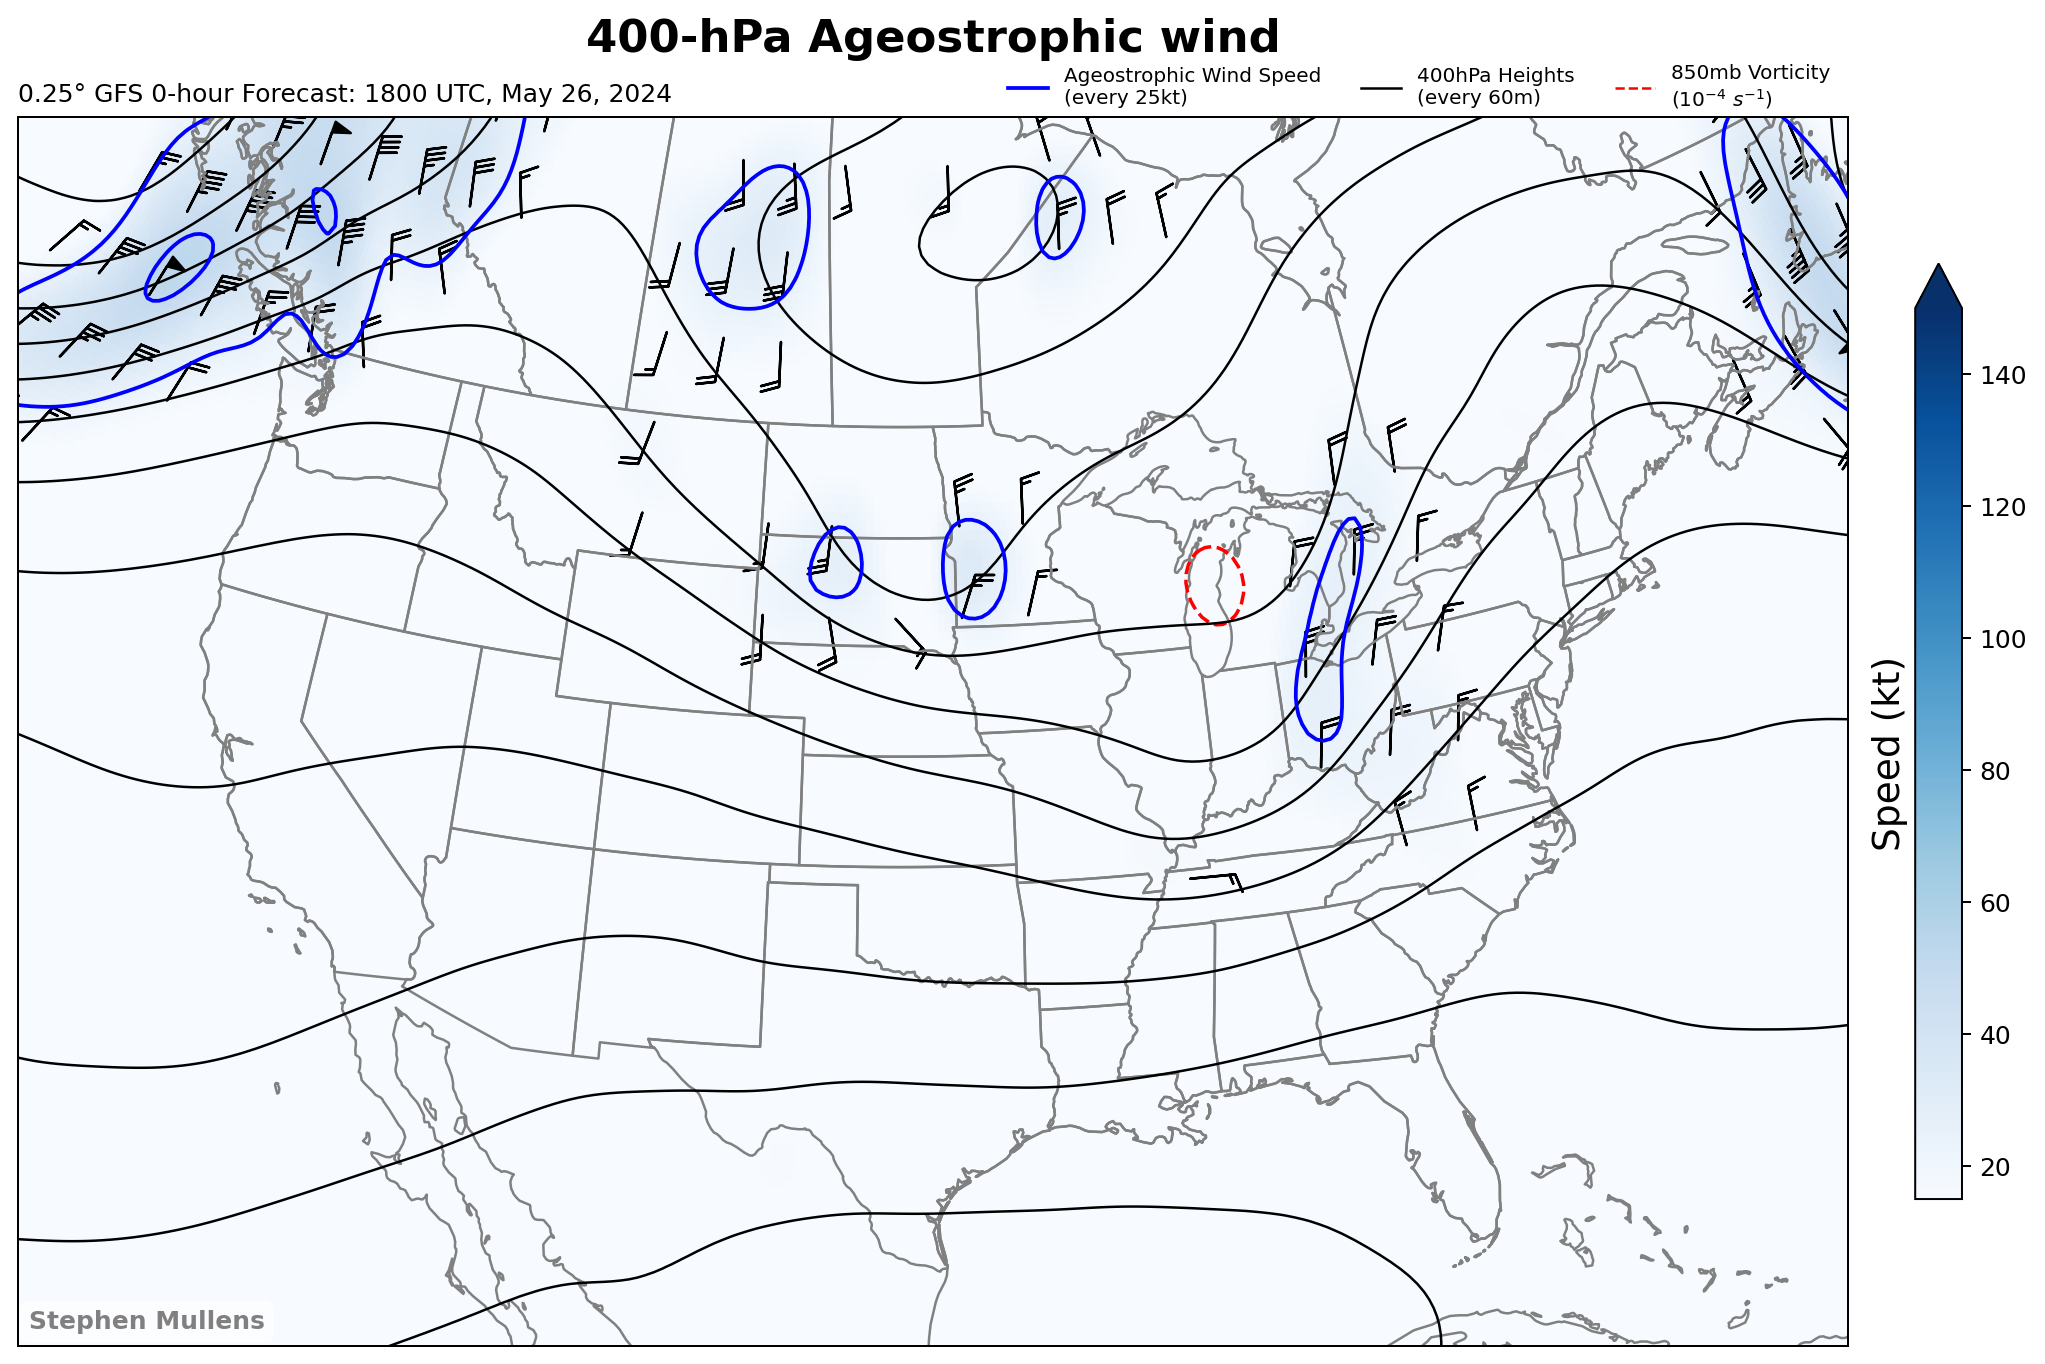 400-hPa Ageostrophic wind
0.25° GFS 0-hour Forecast: 1800 UTC, May 26, 2024
Ageostrophic Wind Speed
(every 25kt)
400hPa Heights
(every 60m)
850mb Vorticity
(10⁻⁴ s⁻¹)
140
120
100
80
60
40
20
Speed (kt)
Stephen Mullens